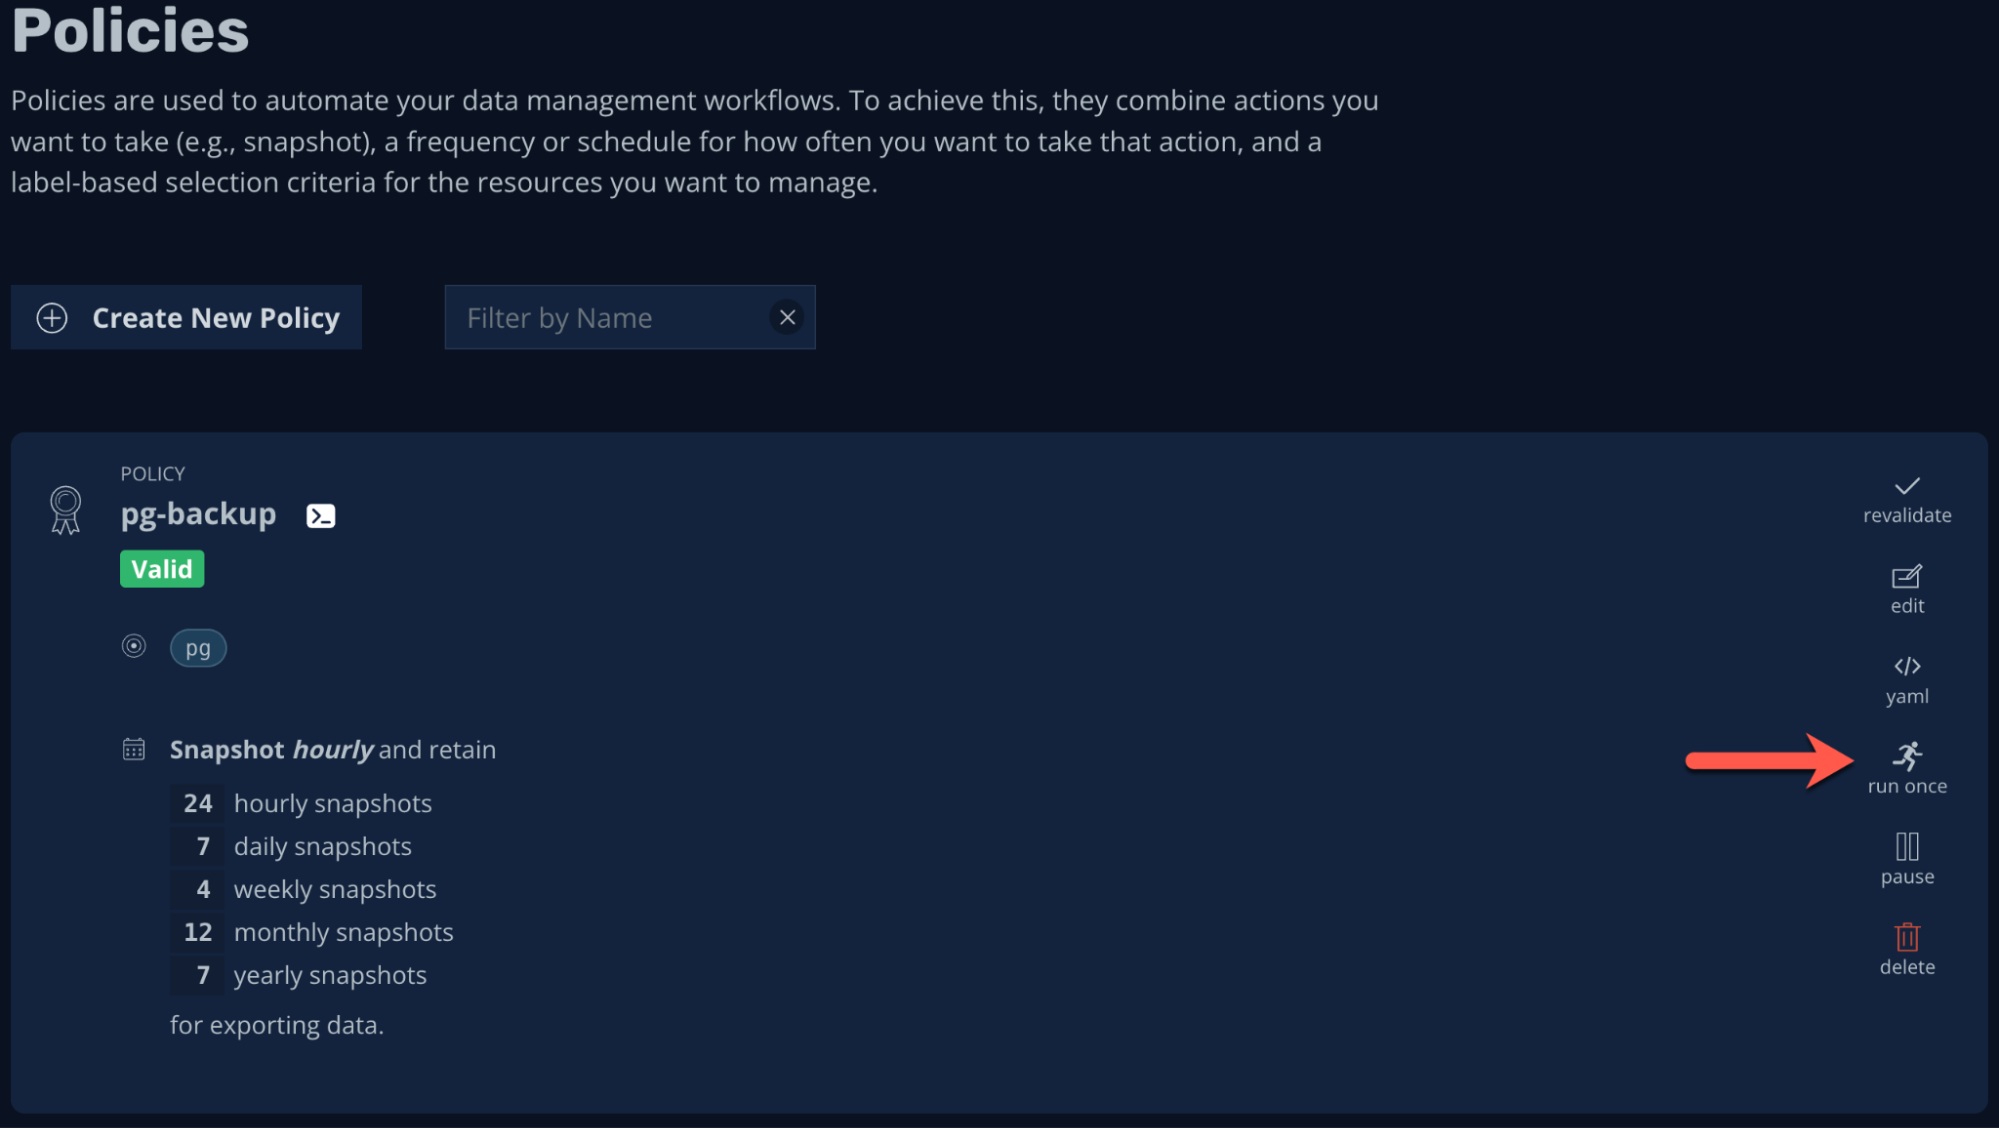 Policies
Policies are used to automate your data management workflows. To achieve this, they combine actions you
want to take (e.g., snapshot), a frequency or schedule for how often you want to take that action, and a
label-based selection criteria for the resources you want to manage.
Create New Policy
Filter by Name
POLICY
pg-backup
Valid
pg
Snapshot hourly and retain
24 hourly snapshots
7 daily snapshots
4 weekly snapshots
12 monthly snapshots
7 yearly snapshots
for exporting data.
revalidate
edit
yaml
run once
pause
delete